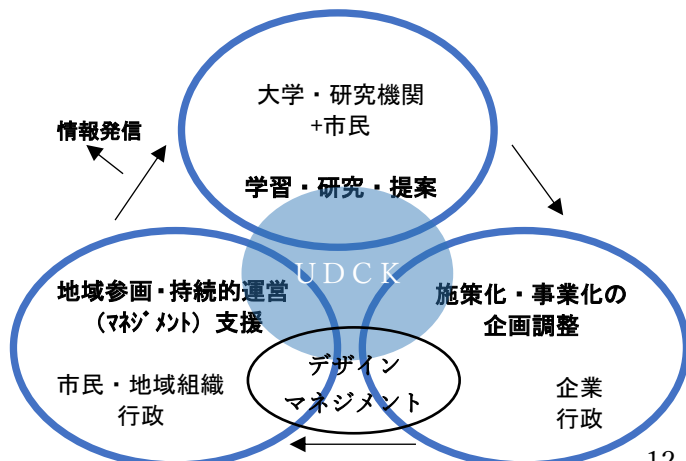 大学・研究機関
+市民
情報発信
学習・研究・提案
UDCK
地域参画・持続的運営
（ﾏﾈｼﾞﾒﾝﾄ）支援
施策化・事業化の
企画調整
デザイン
マネジメント
市民・地域組織
行政
企業
行政
12